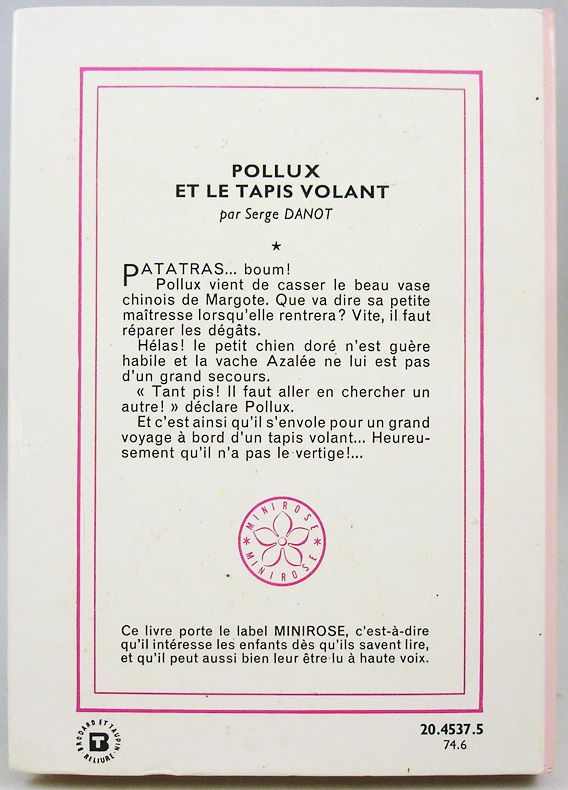 POLLUX
ET LE TAPIS VOLANT
par Serge DANOT
★
PATATRAS... boum!
Pollux vient de casser le beau vase
chinois de Margote. Que va dire sa petite
maîtresse lorsqu'elle rentrera? Vite, il faut
réparer les dégâts.
Hélas! le petit chien doré n'est guère
habile et la vache Azalée ne lui est pas
d'un grand secours.
« Tant pis! Il faut aller en chercher un
autre! » déclare Pollux.
Et c'est ainsi qu'il s'envole pour un grand
voyage à bord d'un tapis volant... Heureu-
sement qu'il n'a pas le vertige!...
MINIROSE
MINIROSE
Ce livre porte le label MINIROSE, c'est-à-dire
qu'il intéresse les enfants dès qu'ils savent lire,
et qu'il peut aussi bien leur être lu à haute voix.
BRODARD ET TAUPIN
B T
RELIURE
20.4537.5
74.6